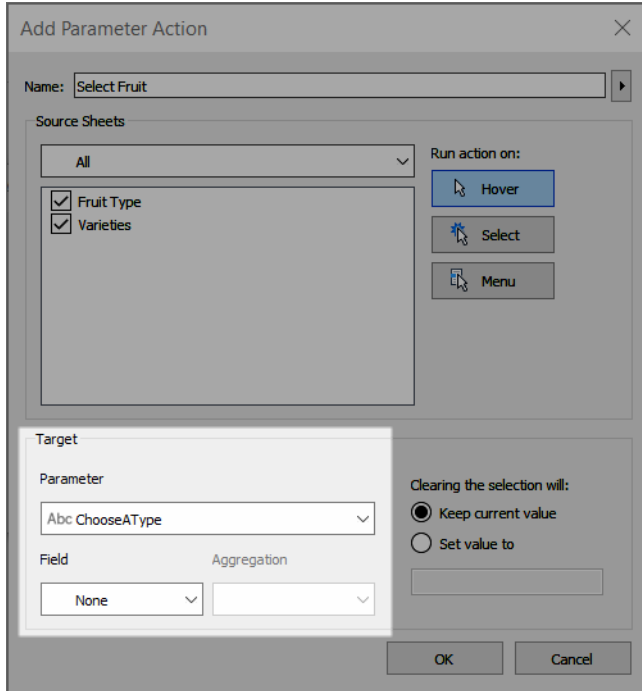 Add Parameter Action
Name: Select Fruit
Source Sheets
All
Fruit Type
Varieties
Run action on:
Hover
Select
Menu
Target
Parameter
Abc ChooseAType
Field Aggregation
None
Clearing the selection will:
Keep current value
Set value to
OK Cancel